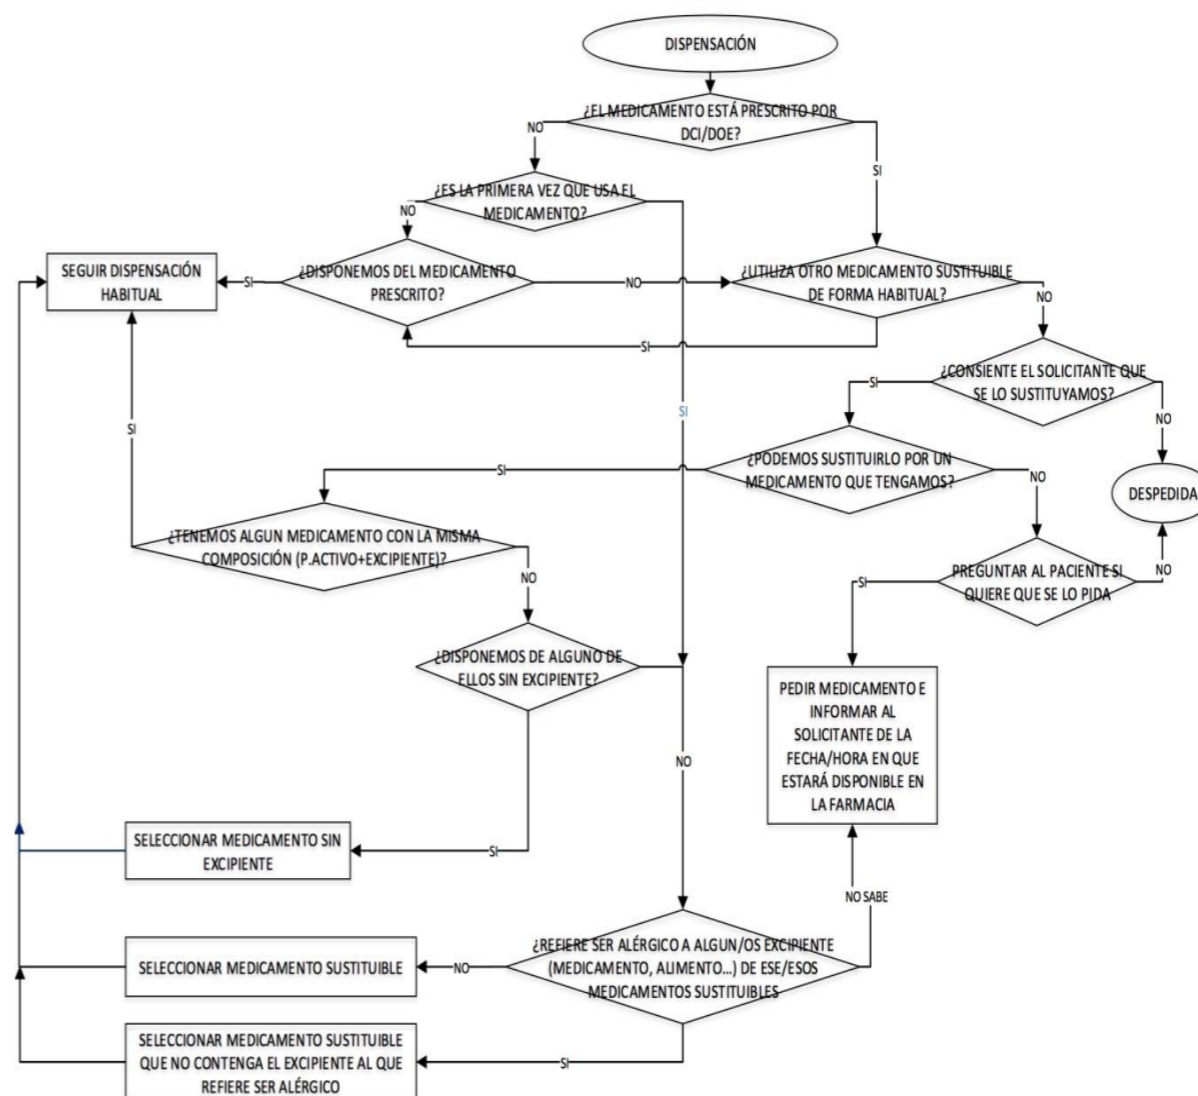 DISPENSACIÓN
¿EL MEDICAMENTO ESTÁ PRESCRITO POR
DCI/DOE?
NO
SI
¿ES LA PRIMERA VEZ QUE USA EL
MEDICAMENTO?
NO
SEGUIR DISPENSACIÓN
HABITUAL
SI
¿DISPONEMOS DEL MEDICAMENTO
PRESCRITO?
NO
¿UTILIZA OTRO MEDICAMENTO SUSTITUIBLE
DE FORMA HABITUAL?
NO
SI
¿CONSIENTE EL SOLICITANTE QUE
SE LO SUSTITUYAMOS?
SI
NO
SI
SI
¿PODEMOS SUSTITUIRLO POR UN
MEDICAMENTO QUE TENGAMOS?
SI
NO
DESPEDIDA
¿TENEMOS ALGUN MEDICAMENTO CON LA MISMA
COMPOSICIÓN (P.ACTIVO+EXCIPIENTE)?
NO
PREGUNTAR AL PACIENTE SI
QUIERE QUE SE LO PIDA
SI
NO
¿DISPONEMOS DE ALGUNO DE
ELLOS SIN EXCIPIENTE?
PEDIR MEDICAMENTO E
INFORMAR AL
SOLICITANTE DE LA
FECHA/HORA EN QUE
ESTARÁ DISPONIBLE EN
LA FARMACIA
NO
SELECCIONAR MEDICAMENTO SIN
EXCIPIENTE
SI
NO SABE
¿REFIERE SER ALÉRGICO A ALGUN/OS EXCIPIENTE
(MEDICAMENTO, ALIMENTO...) DE ESE/ESOS
MEDICAMENTOS SUSTITUIBLES
NO
SELECCIONAR MEDICAMENTO SUSTITUIBLE
SELECCIONAR MEDICAMENTO SUSTITUIBLE
QUE NO CONTENGA EL EXCIPIENTE AL QUE
REFIERE SER ALÉRGICO
SI